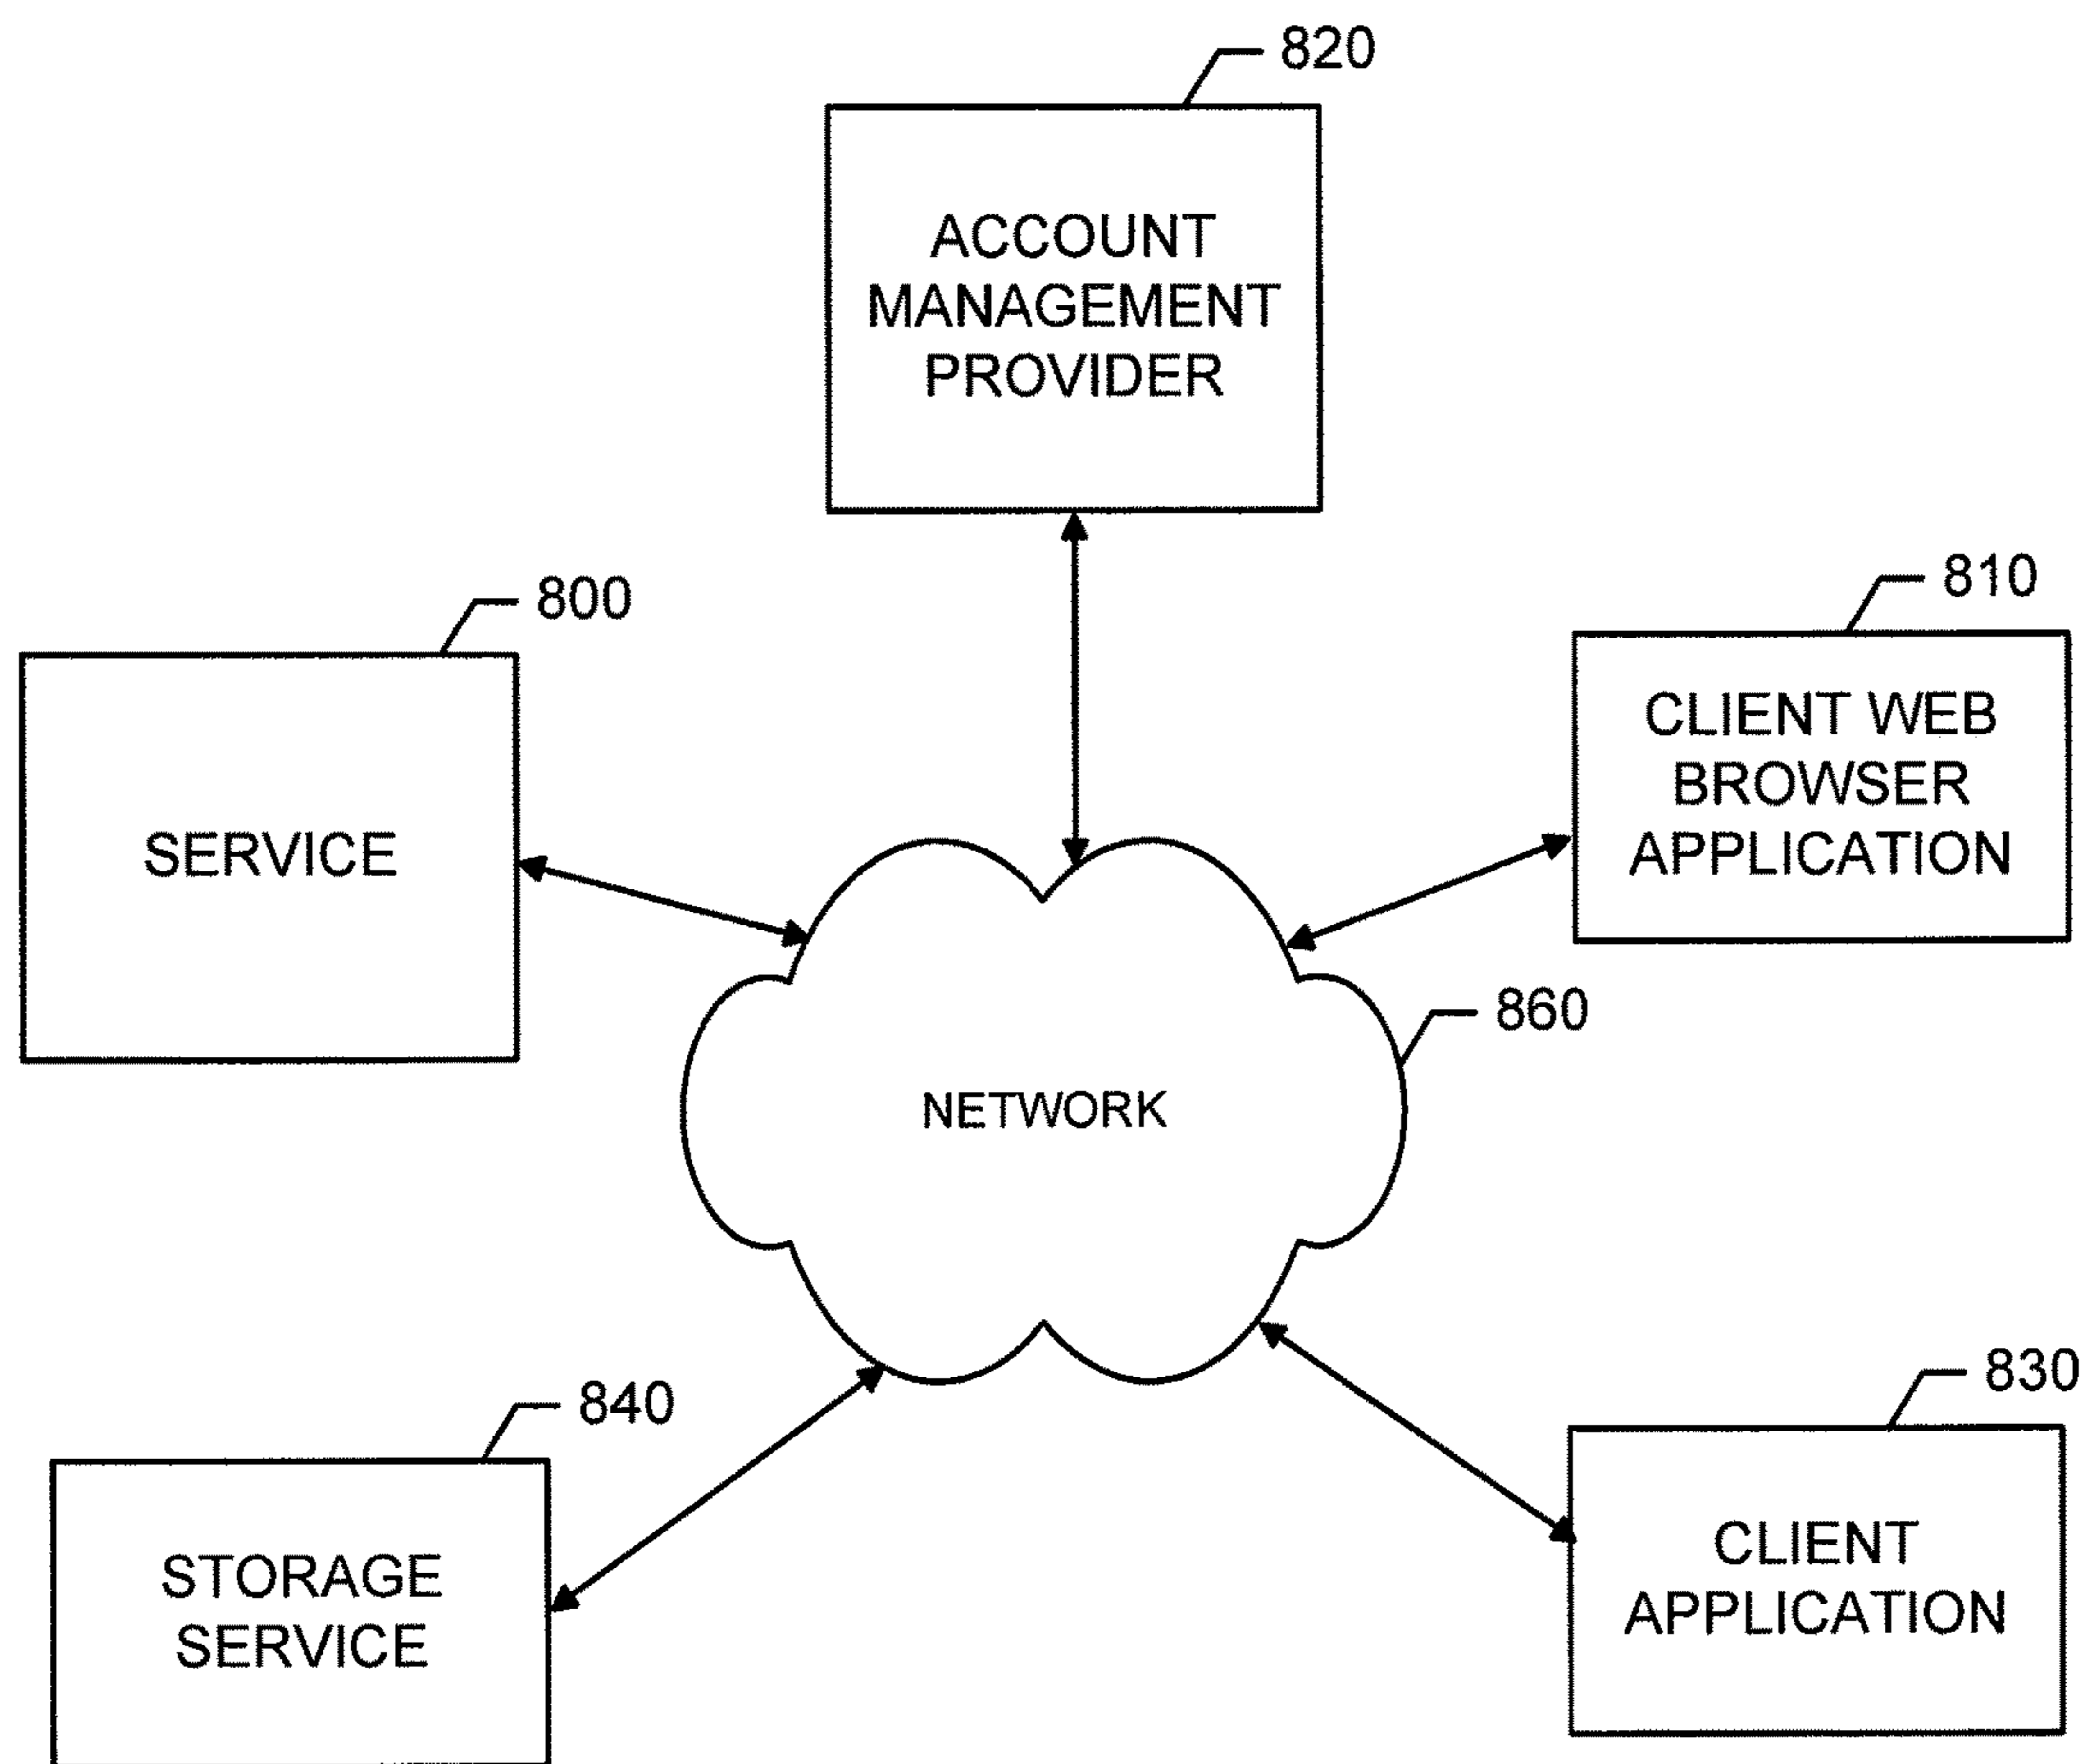 820
ACCOUNT
MANAGEMENT
PROVIDER
800
SERVICE
810
CLIENT WEB
BROWSER
APPLICATION
860
NETWORK
840
STORAGE
SERVICE
830
CLIENT
APPLICATION